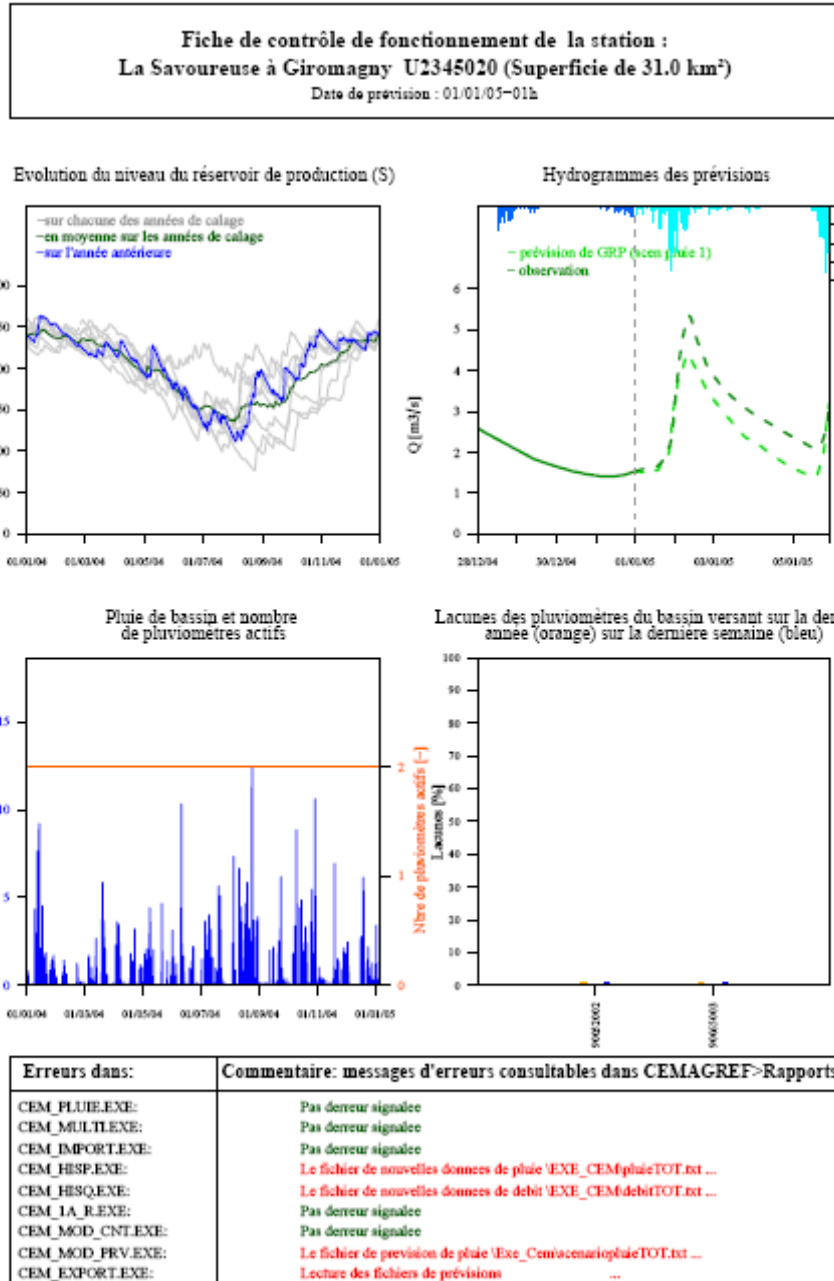 Fiche de contrôle de fonctionnement de la station :
La Savoureuse à Giromagny U2345020 (Superficie de 31.0 km²)
Date de prévision : 01/01/05-01h
Evolution du niveau du réservoir de production (S)
Hydrogrammes des prévisions
sur chacune des années de calage
en moyenne sur les années de calage
sur l'année antérieure
prévision de GRP (scen pluie 1)
observation
Q [m3/s]
6
5
4
3
2
1
0
0
01/01/04 01/03/04 01/05/04 01/07/04 01/09/04 01/11/04 01/01/05
28/12/04 30/12/04 01/01/05 03/01/05 05/01/05
Pluie de bassin et nombre
de pluviomètres actifs
Lacunes des pluviomètres du bassin versant sur la
année (orange) sur la dernière semaine (bleu)
15
10
5
0
2
1
0
Nbre de pluviomètres actifs [-]
01/01/04 01/03/04 01/05/04 01/07/04 01/09/04 01/11/04 01/01/05
Lacunes [%]
100
90
80
70
60
50
40
30
20
10
0
Erreurs dans: Commentaire: messages d'erreurs consultables dans CEMAGREF>Rapports
CEM_PLUIE.EXE: Pas derreur signalee
CEM_MULTI.EXE: Pas derreur signalee
CEM_IMPORT.EXE: Pas derreur signalee
CEM_HISP.EXE: Le fichier de nouvelles donnees de pluie \EXE_CEM\pluieTOT.txt ...
CEM_HISQ.EXE: Le fichier de nouvelles donnees de debit \EXE_CEM\debitTOT.txt ...
CEM_1A_R.EXE: Pas derreur signalee
CEM_MOD_CNT.EXE: Pas derreur signalee
CEM_MOD_PRV.EXE: Le fichier de prevision de pluie \Exe_Cem\scenariopluieTOT.txt ...
CEM_EXPORT.EXE: Lecture des fichiers de prévisions ...